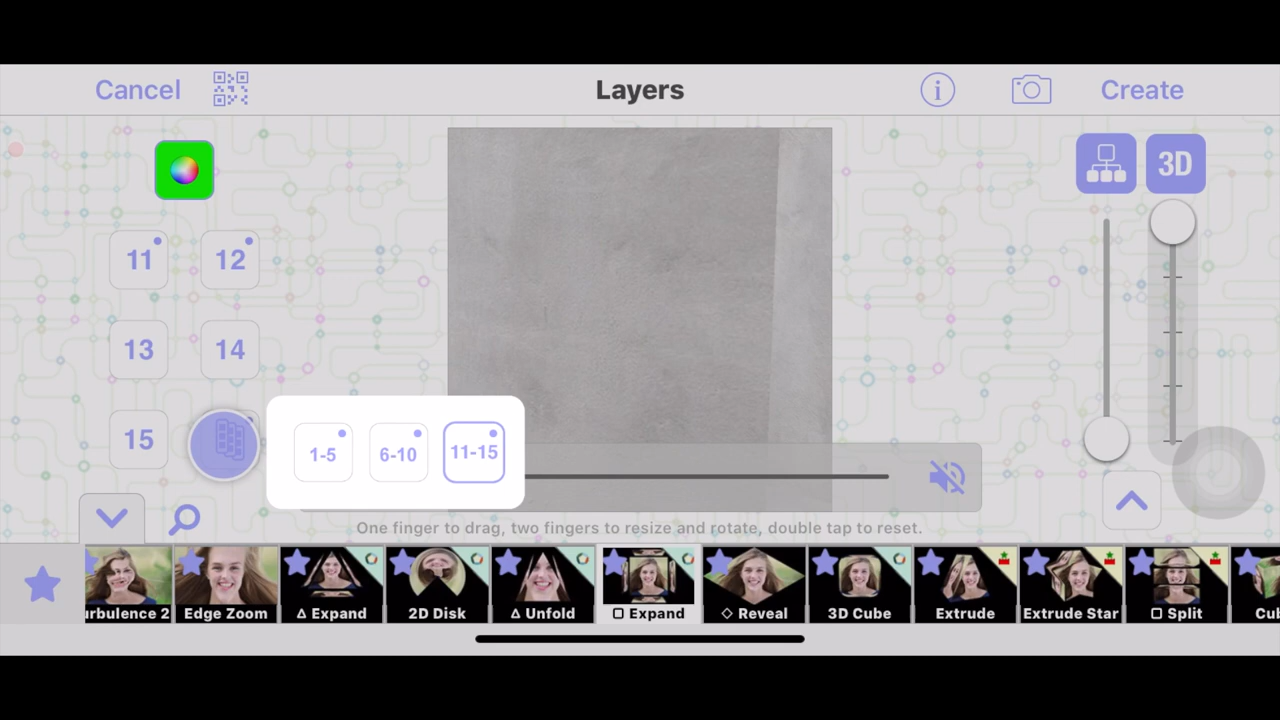 Cancel
Layers
Create
3D
11
12
13
14
15
1-5
6-10
11-15
One finger to drag, two fingers to resize and rotate, double tap to reset.
urbulence 2
Edge Zoom
△ Expand
2D Disk
△ Unfold
□ Expand
◇ Reveal
3D Cube
Extrude
Extrude Star
□ Split
Cub